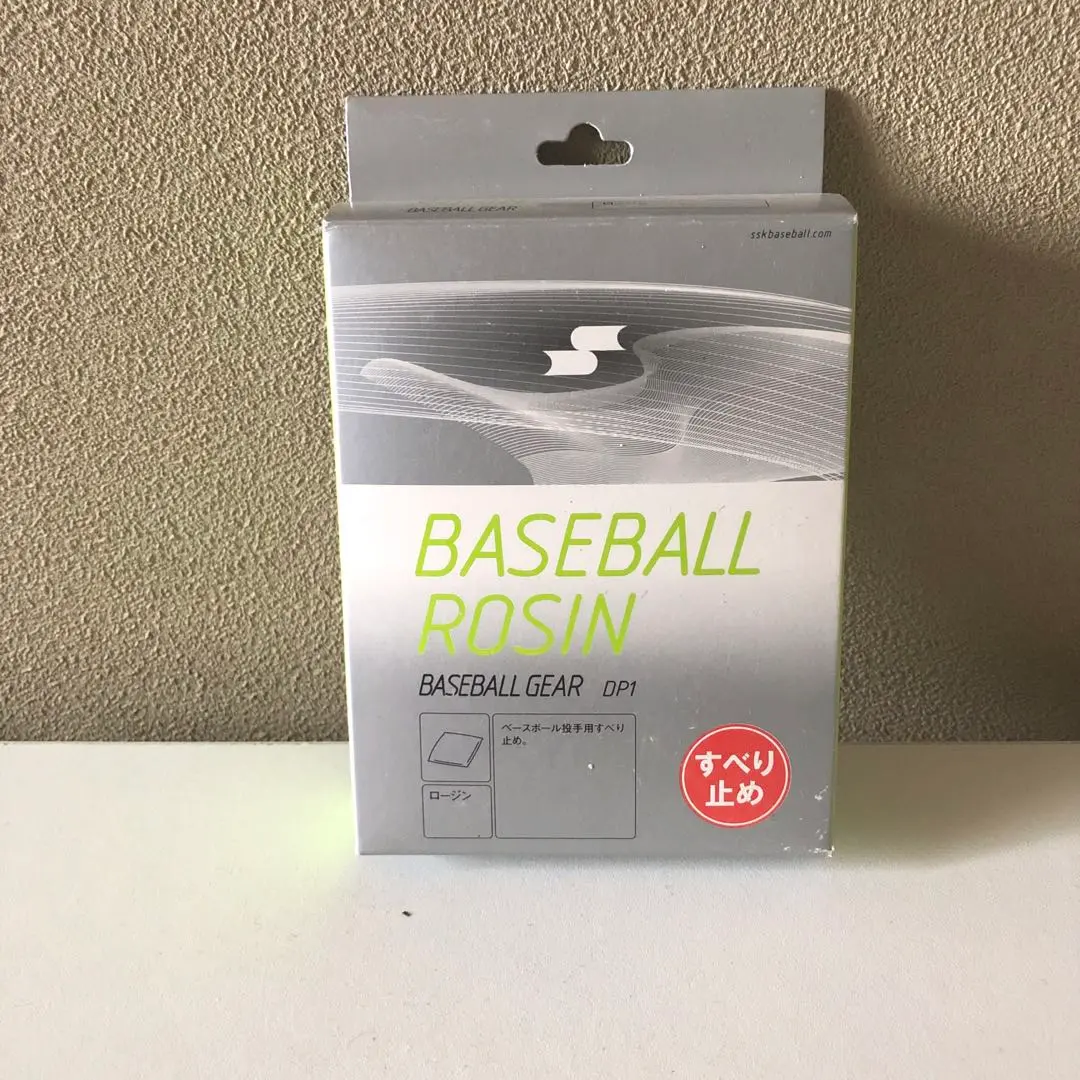 BASEBALL GEAR
sskbaseball.com
BASEBALL
ROSIN
BASEBALL GEAR DP1
ベースボール投手用すべり
止め。
ロージン
すべり
止め